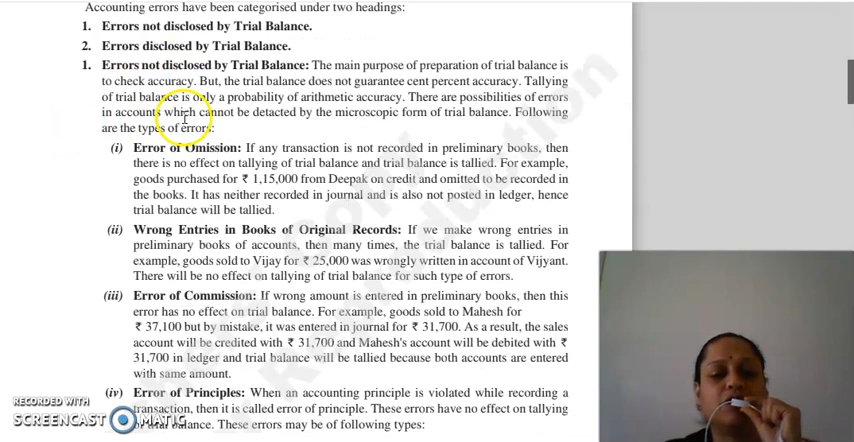 Accounting errors have been categorised under two headings:
1. Errors not disclosed by Trial Balance.
2. Errors disclosed by Trial Balance.
1. Errors not disclosed by Trial Balance: The main purpose of preparation of trial balance is
to check accuracy. But, the trial balance does not guarantee cent percent accuracy. Tallying
of trial balance is only a probability of arithmetic accuracy. There are possibilities of errors
in accounts which cannot be detacted by the microscopic form of trial balance. Following
are the types of errors:
(i) Error of Omission: If any transaction is not recorded in preliminary books, then
there is no effect on tallying of trial balance and trial balance is tallied. For example,
goods purchased for ₹ 1,15,000 from Deepak on credit and omitted to be recorded in
the books. It has neither recorded in journal and is also not posted in ledger, hence
trial balance will be tallied.
(ii) Wrong Entries in Books of Original Records: If we make wrong entries in
preliminary books of accounts, then many times, the trial balance is tallied. For
example, goods sold to Vijay for ₹ 25,000 was wrongly written in account of Vijyant.
There will be no effect on tallying of trial balance for such type of errors.
(iii) Error of Commission: If wrong amount is entered in preliminary books, then this
error has no effect on trial balance. For example, goods sold to Mahesh for
₹ 37,100 but by mistake, it was entered in journal for ₹ 31,700. As a result, the sales
account will be credited with ₹ 31,700 and Mahesh's account will be debited with ₹
31,700 in ledger and trial balance will be tallied because both accounts are entered
with same amount.
(iv) Error of Principles: When an accounting principle is violated while recording a
transaction, then it is called error of principle. These errors have no effect on tallying
of trial balance. These errors may be of following types:
RECORDED WITH
SCREENCAST MATIC